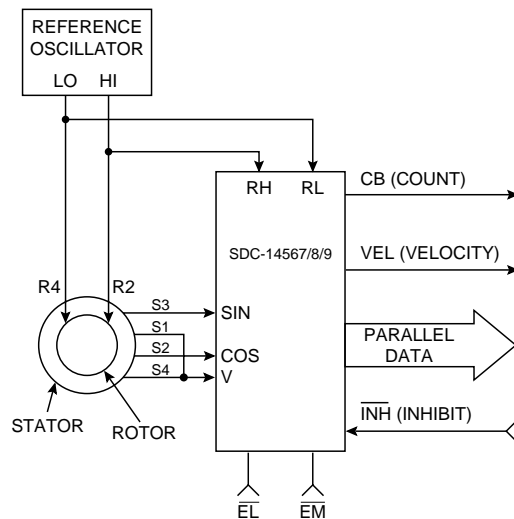 REFERENCE
OSCILLATOR
LO HI
RH RL
CB (COUNT)
SDC-14567/8/9
VEL (VELOCITY)
R4 R2
S3
SIN
S1
S2
COS
S4
V
PARALLEL
DATA
STATOR
ROTOR
INH (INHIBIT)
EL EM